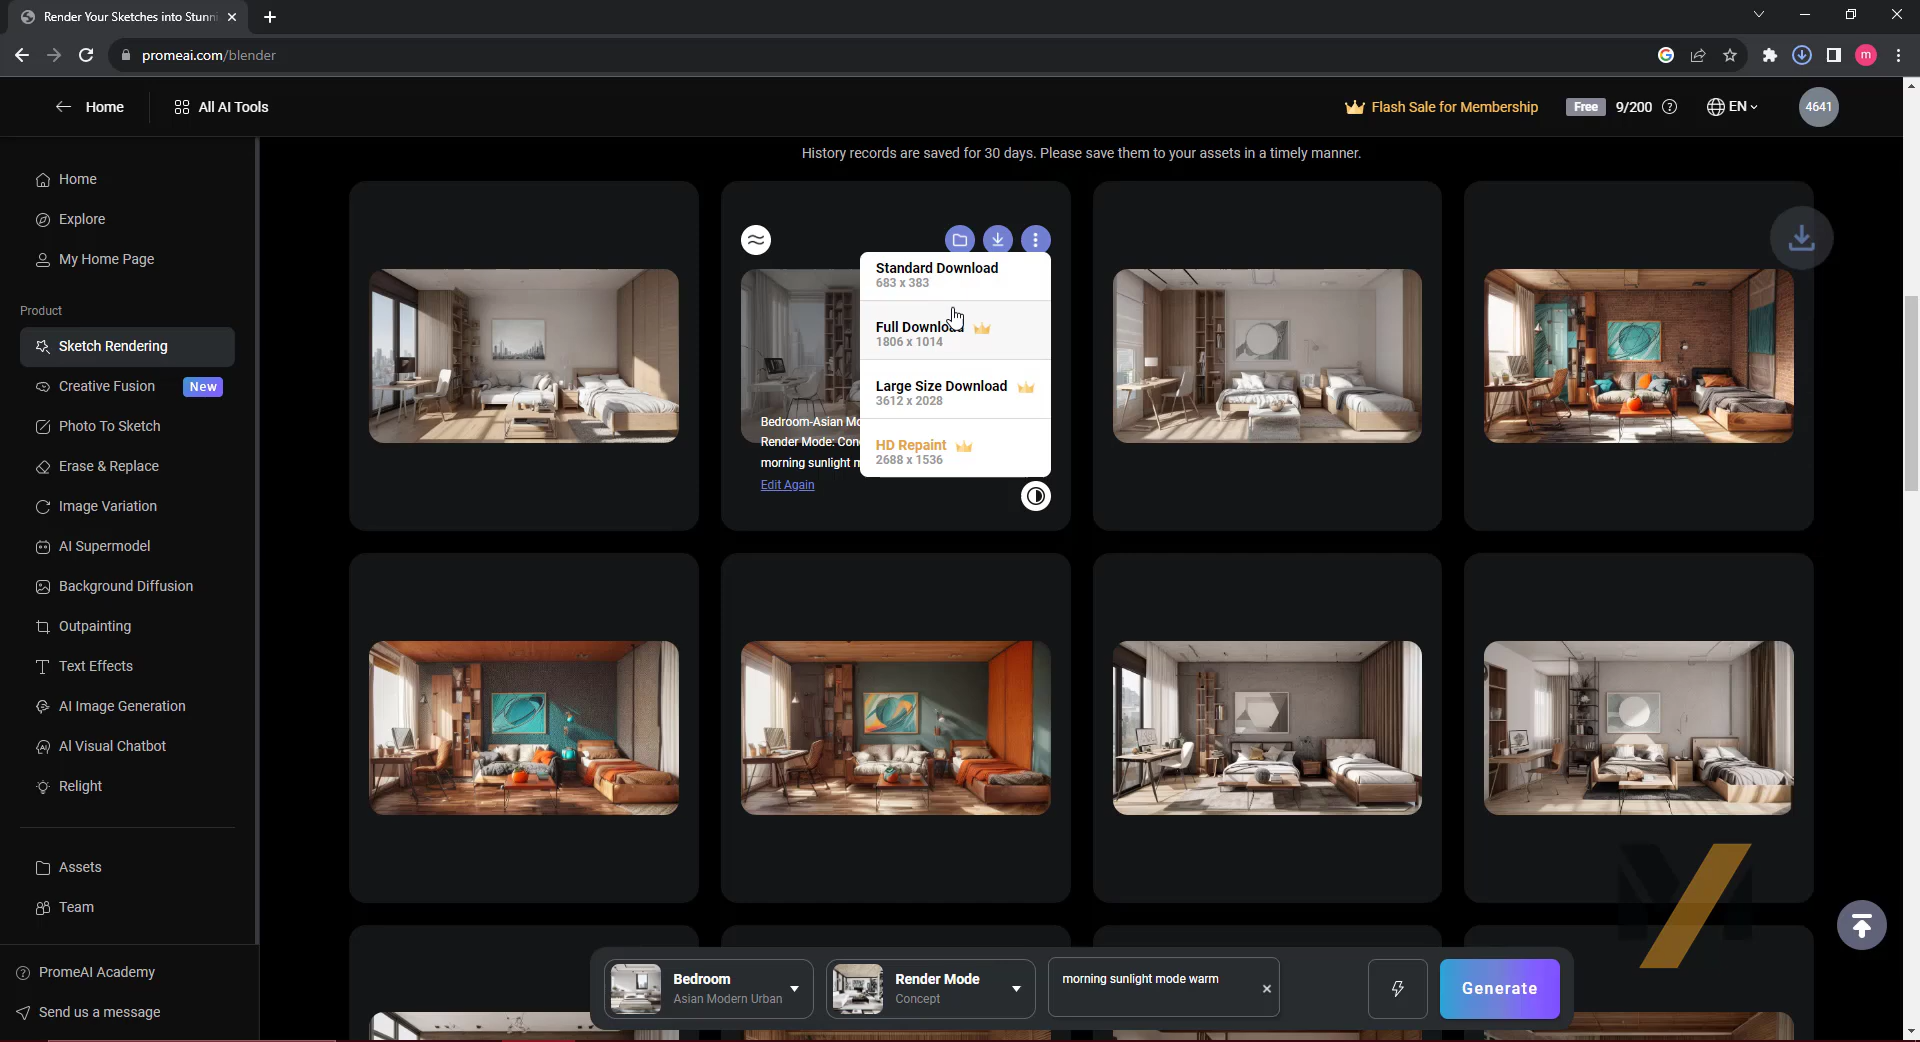 Render Your Sketches into Stunni
promeai.com/blender
m
Home
All AI Tools
Flash Sale for Membership
Free
9/200
EN
4641
History records are saved for 30 days. Please save them to your assets in a timely manner.
Home
Explore
My Home Page
Product
Sketch Rendering
Creative Fusion
New
Photo To Sketch
Erase & Replace
Image Variation
AI Supermodel
Background Diffusion
Outpainting
Text Effects
AI Image Generation
AI Visual Chatbot
Relight
Assets
Team
PromeAI Academy
Send us a message
Standard Download
683 x 383
Full Download
1806 x 1014
Large Size Download
3612 x 2028
HD Repaint
2688 x 1536
Bedroom-Asian Mo
Render Mode: Con
morning sunlight m
Edit Again
Bedroom
Asian Modern Urban
Render Mode
Concept
morning sunlight mode warm
Generate